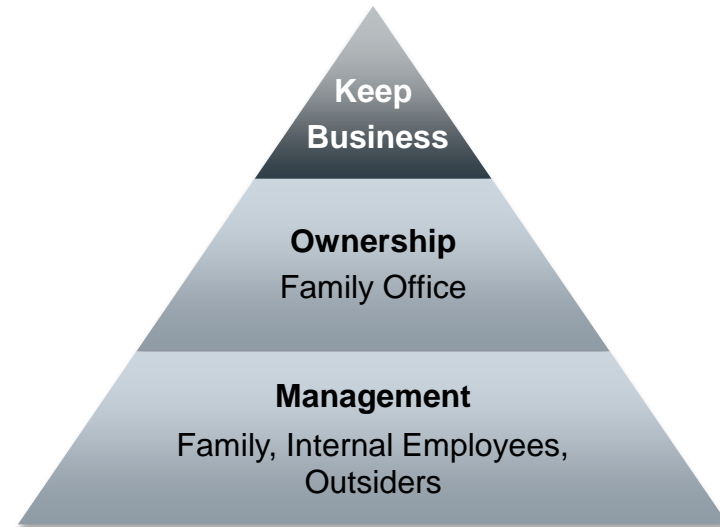 Keep
Business
Ownership
Family Office
Management
Family, Internal Employees,
Outsiders